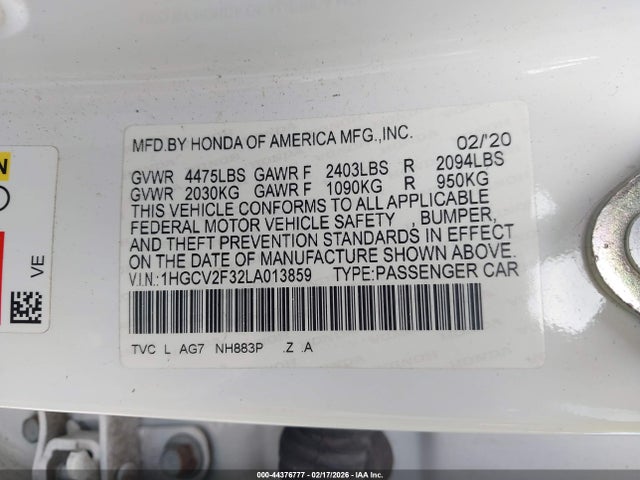 MFD.BY HONDA OF AMERICA MFG.,INC. 02/'20
GVWR 4475LBS GAWR F 2403LBS R 2094LBS
GVWR 2030KG GAWR F 1090KG R 950KG
THIS VEHICLE CONFORMS TO ALL APPLICABLE
FEDERAL MOTOR VEHICLE SAFETY , BUMPER,
AND THEFT PREVENTION STANDARDS IN EFFECT
ON THE DATE OF MANUFACTURE SHOWN ABOVE.
V.I.N.: 1HGCV2F32LA013859 TYPE:PASSENGER CAR
TVC L AG7 NH883P .Z .A
VE
000-44376777 - 02/17/2026 - IAA Inc.